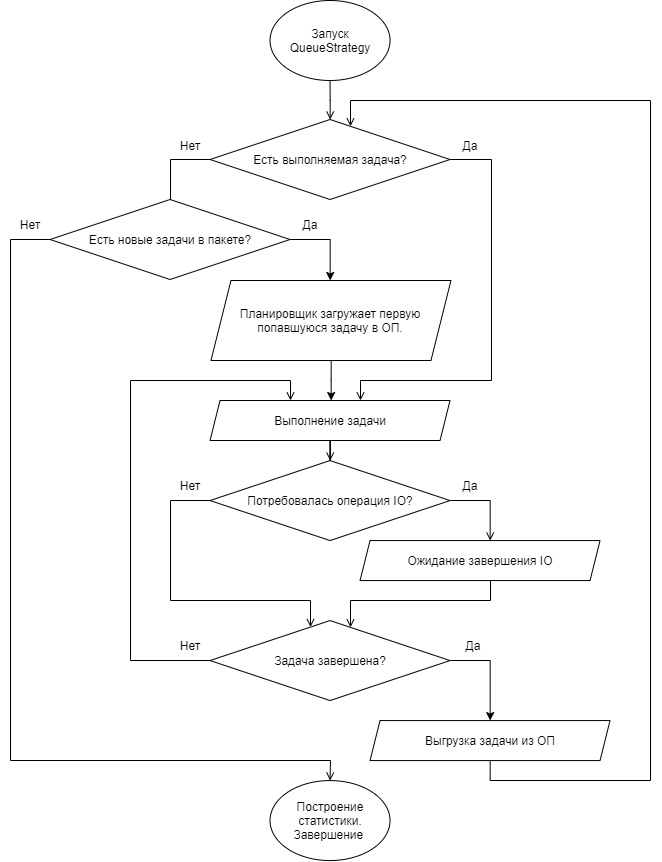 Запуск
QueueStrategy
Нет
Да
Есть выполняемая задача?
Нет
Да
Есть новые задачи в пакете?
Планировщик загружает первую
попавшуюся задачу в ОП.
Выполнение задачи
Нет
Да
Потребовалась операция IO?
Ожидание завершения IO
Нет
Да
Задача завершена?
Выгрузка задачи из ОП
Построение
статистики.
Завершение